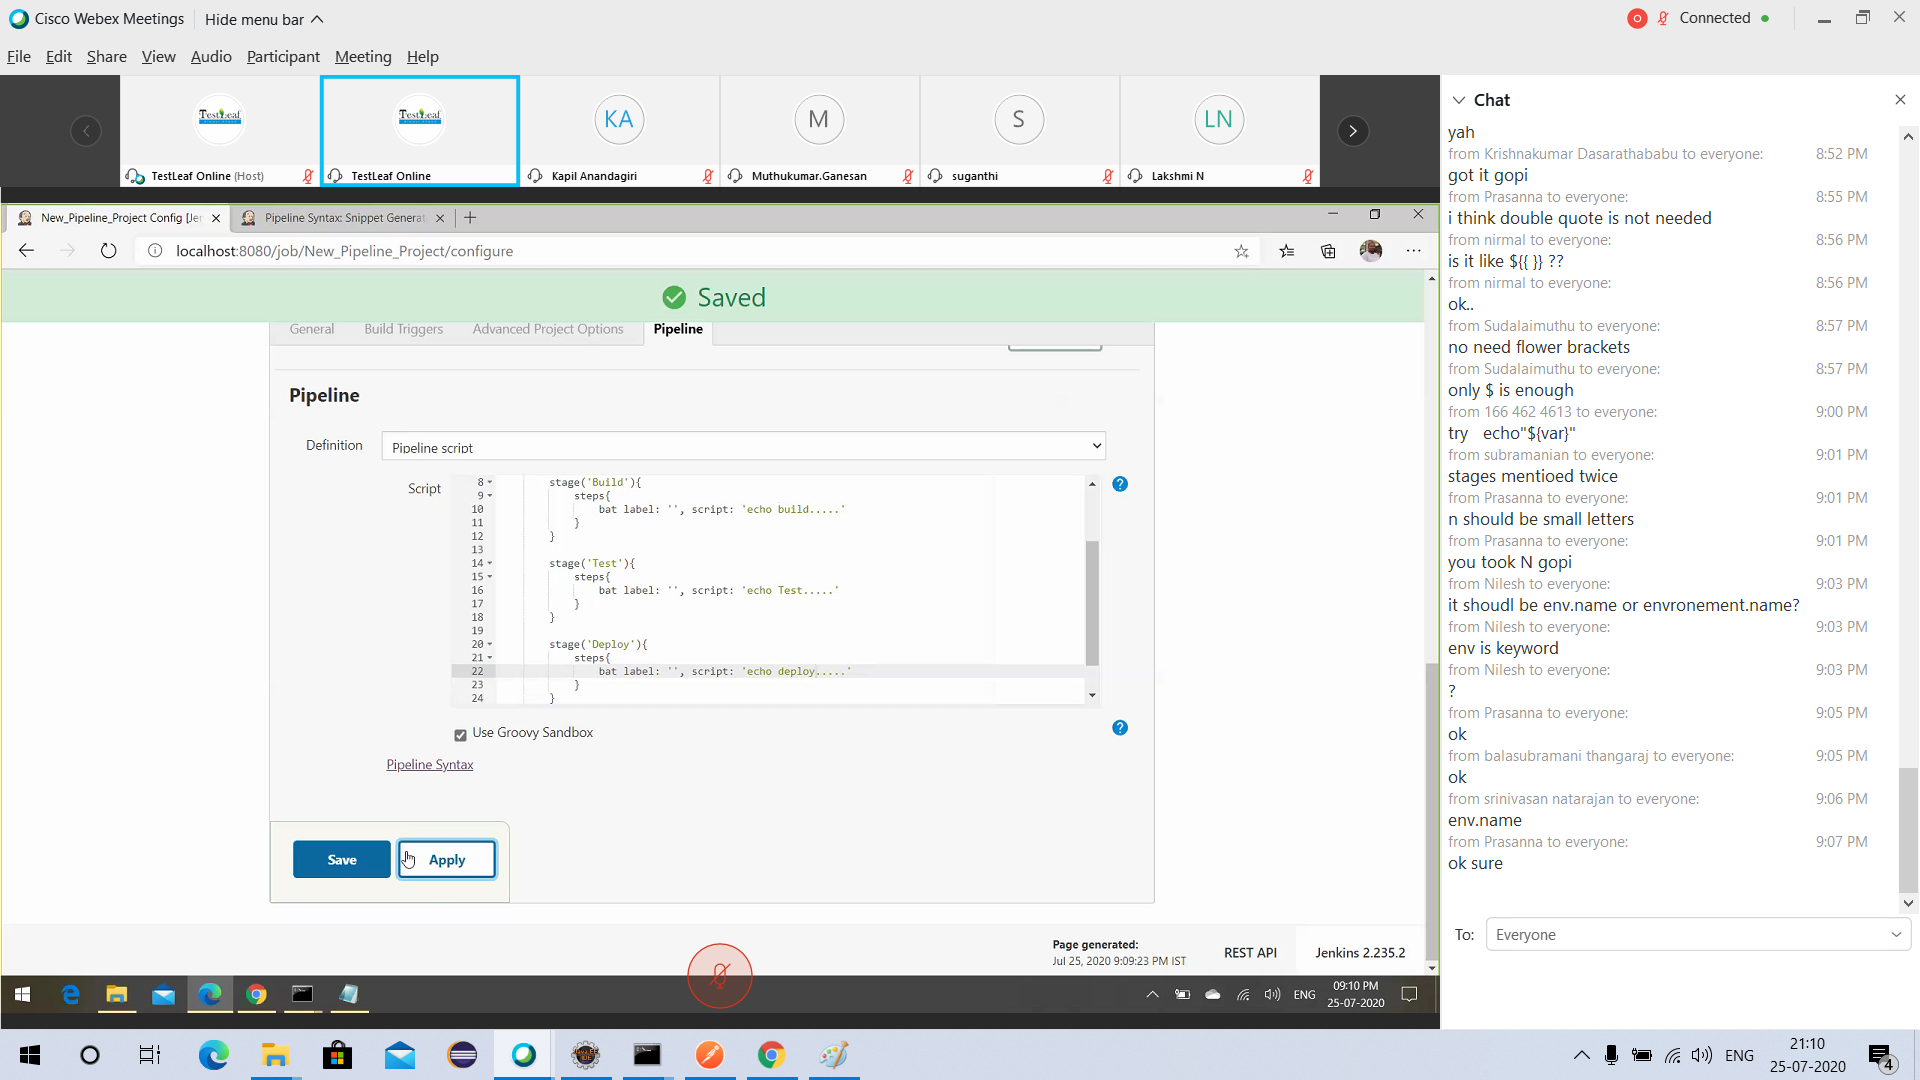 Cisco Webex Meetings
Hide menu bar
Connected
File Edit Share View Audio Participant Meeting Help
TestLeaf
TestLeaf Online (Host)
TestLeaf
TestLeaf Online
KA
Kapil Anandagiri
M
Muthukumar.Ganesan
S
suganthi
LN
Lakshmi N
New_Pipeline_Project Config [Je
Pipeline Syntax: Snippet Generat
localhost:8080/job/New_Pipeline_Project/configure
Saved
General Build Triggers Advanced Project Options Pipeline
Pipeline
Definition
Pipeline script
Script
8 stage('Build'){
9 steps{
10 bat label: '', script: 'echo build.....'
11 }
12 }
13
14 stage('Test'){
15 steps{
16 bat label: '', script: 'echo Test.....'
17 }
18 }
19
20 stage('Deploy'){
21 steps{
22 bat label: '', script: 'echo deploy.....'
23 }
24 }
Use Groovy Sandbox
Pipeline Syntax
Save
Apply
Page generated:
Jul 25, 2020 9:09:23 PM IST
REST API
Jenkins 2.235.2
ENG
09:10 PM
25-07-2020
Chat
yah
from Krishnakumar Dasarathababu to everyone: 8:52 PM
got it gopi
from Prasanna to everyone: 8:55 PM
i think double quote is not needed
from nirmal to everyone: 8:56 PM
is it like ${{ }} ??
from nirmal to everyone: 8:56 PM
ok..
from Sudalaimuthu to everyone: 8:57 PM
no need flower brackets
from Sudalaimuthu to everyone: 8:57 PM
only $ is enough
from 166 462 4613 to everyone: 9:00 PM
try echo"${var}"
from subramanian to everyone: 9:01 PM
stages mentioed twice
from Prasanna to everyone: 9:01 PM
n should be small letters
from Prasanna to everyone: 9:01 PM
you took N gopi
from Nilesh to everyone: 9:03 PM
it shoudl be env.name or envronement.name?
from Nilesh to everyone: 9:03 PM
env is keyword
from Nilesh to everyone: 9:03 PM
?
from Prasanna to everyone: 9:05 PM
ok
from balasubramani thangaraj to everyone: 9:05 PM
ok
from srinivasan natarajan to everyone: 9:06 PM
env.name
from Prasanna to everyone: 9:07 PM
ok sure
To: Everyone
ENG
21:10
25-07-2020
4